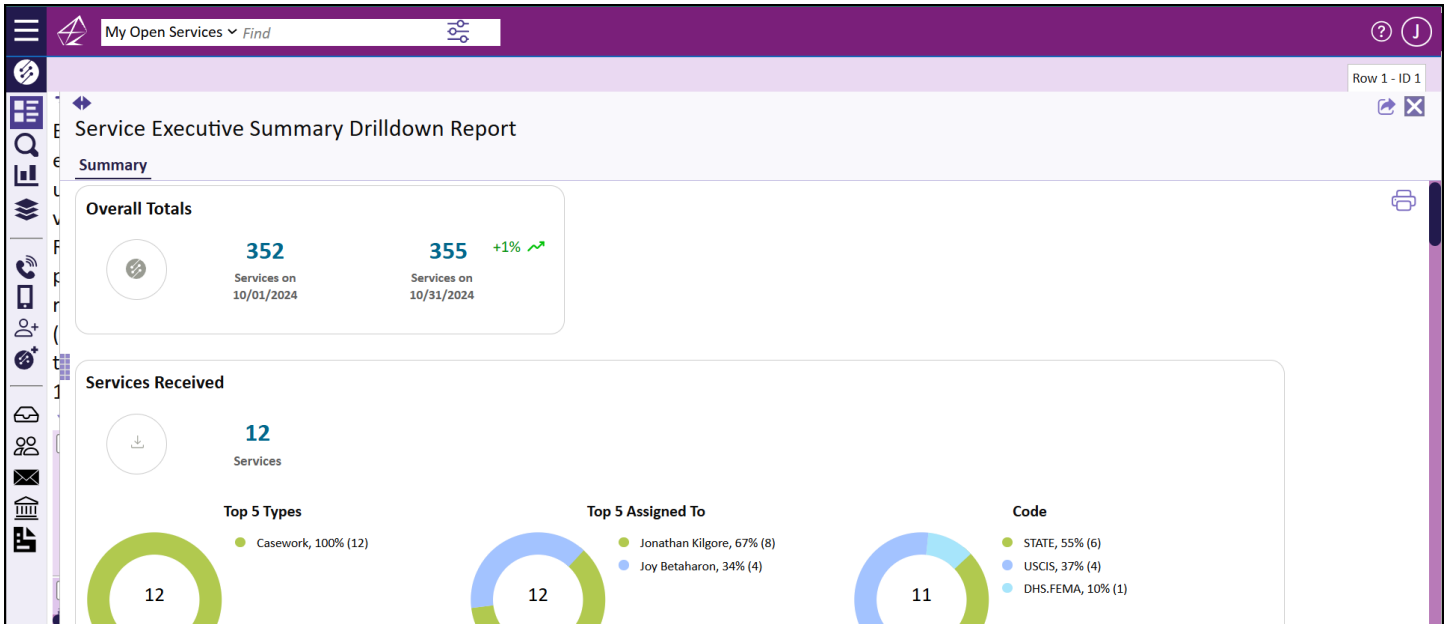 My Open Services Find
? J
Row 1 - ID 1
Service Executive Summary Drilldown Report
Summary
Overall Totals
352
355
+1%
Services on
10/01/2024
Services on
10/31/2024
Services Received
12
Services
Top 5 Types
Casework, 100% (12)
12
Top 5 Assigned To
Jonathan Kilgore, 67% (8)
Joy Betaharon, 34% (4)
12
Code
STATE, 55% (6)
USCIS, 37% (4)
DHS.FEMA, 10% (1)
11